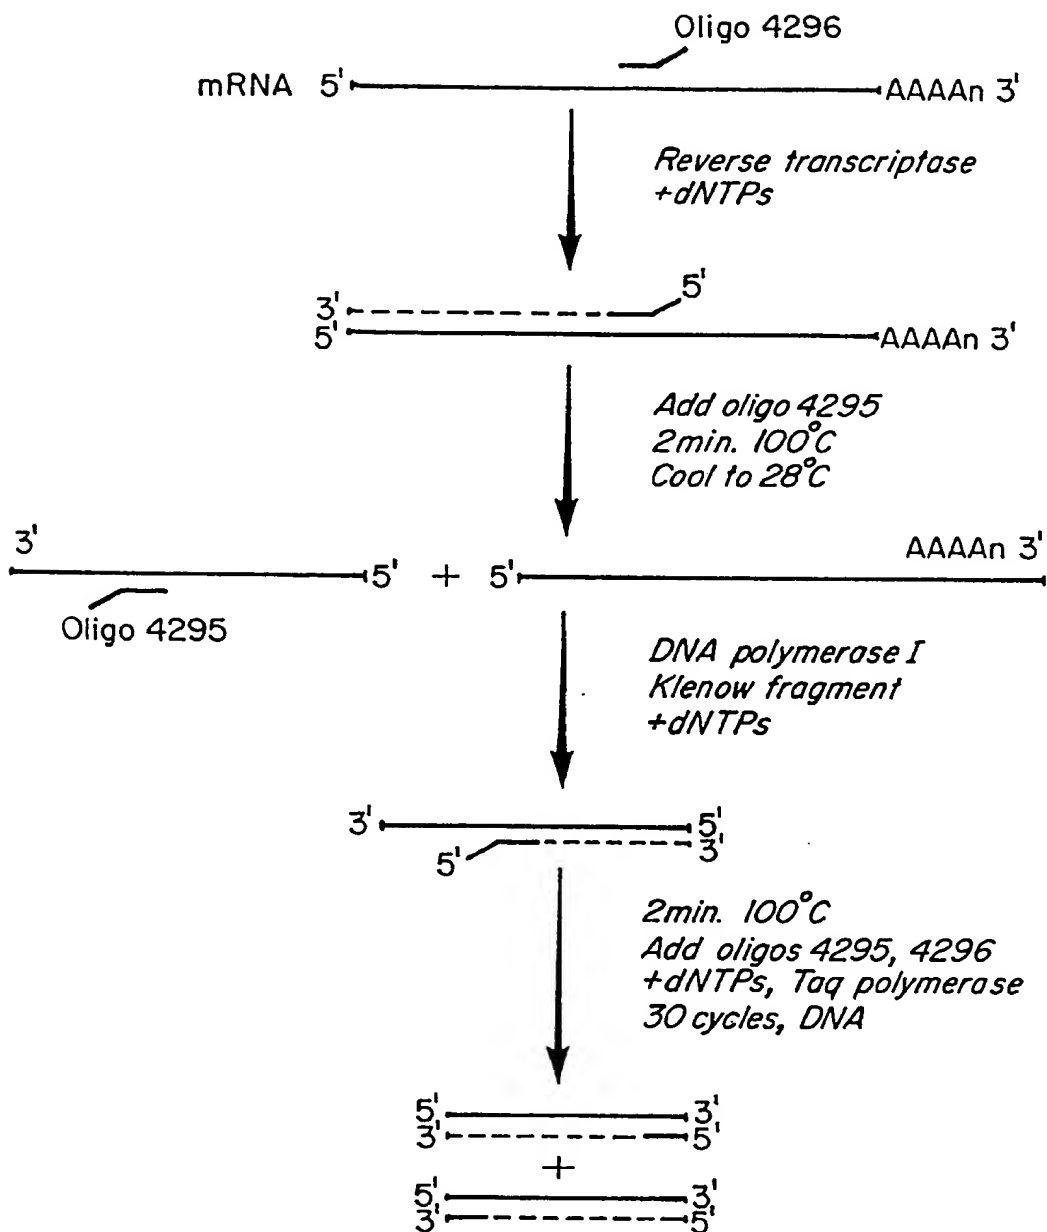 Oligo 4296
mRNA 5' AAAAn 3'
Reverse transcriptase
+dNTPs
5'
3'
5' AAAAn 3'
Add oligo 4295
2min. 100°C
Cool to 28°C
3' AAAAn 3'
5' + 5'
Oligo 4295
DNA polymerase I
Klenow fragment
+dNTPs
3' 5'
5' 3'
2min. 100°C
Add oligos 4295, 4296
+dNTPs, Taq polymerase
30 cycles, DNA
5' 3'
3' 5'
+
5' 3'
3' 5'